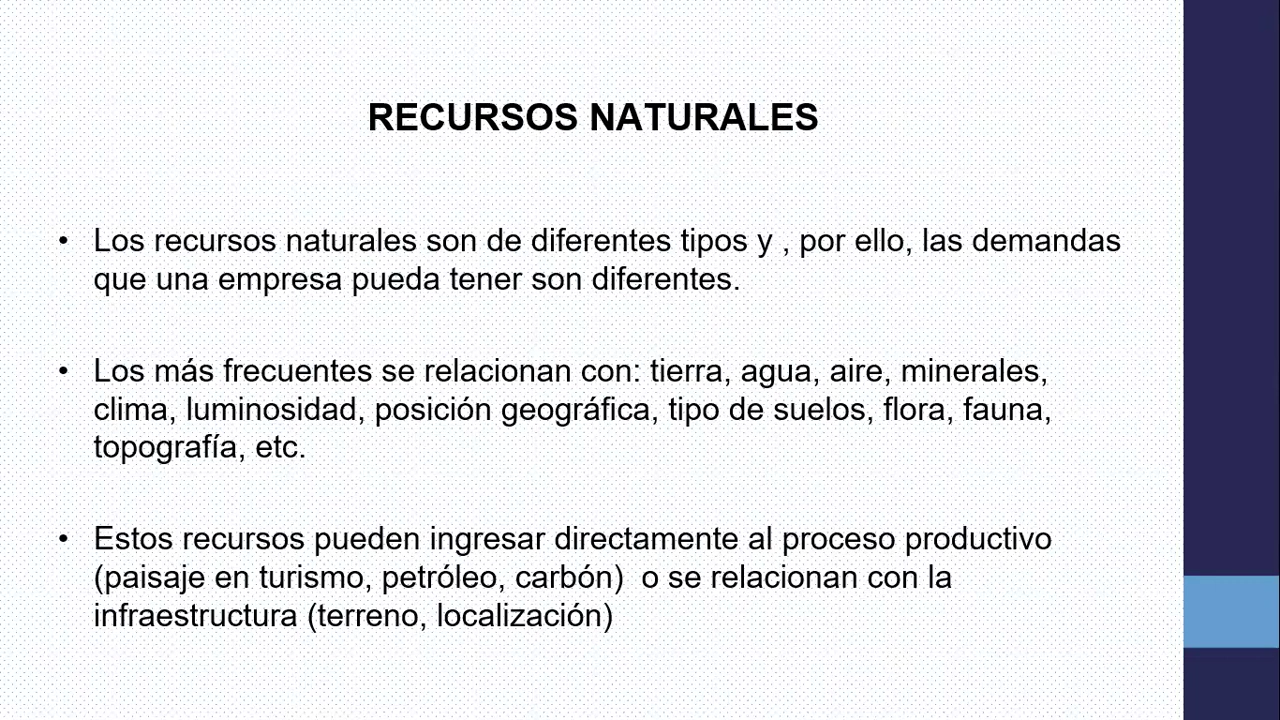 RECURSOS NATURALES
• Los recursos naturales son de diferentes tipos y , por ello, las demandas
que una empresa pueda tener son diferentes.
• Los más frecuentes se relacionan con: tierra, agua, aire, minerales,
clima, luminosidad, posición geográfica, tipo de suelos, flora, fauna,
topografía, etc.
• Estos recursos pueden ingresar directamente al proceso productivo
(paisaje en turismo, petróleo, carbón)  o se relacionan con la
infraestructura (terreno, localización)